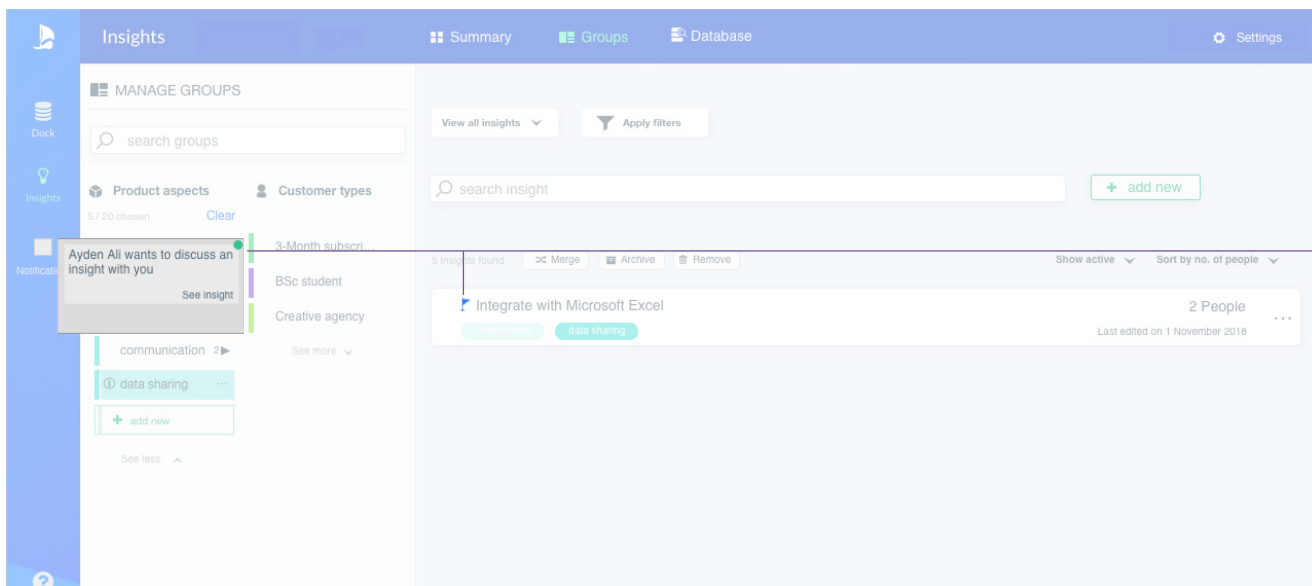 Insights
Summary
Groups
Database
Settings
Dock
Insights
MANAGE GROUPS
search groups
Product aspects
Customer types
5 / 20 chosen
Clear
Ayden Ali wants to discuss an
insight with you
See insight
3-Month subscri...
BSc student
Creative agency
See more
communication 2
data sharing ...
+ add new
See less
?
View all insights
Apply filters
search insight
+ add new
5 Insights found
Merge
Archive
Remove
Show active
Sort by no. of people
Integrate with Microsoft Excel
2 People
...
data sharing
Last edited on 1 November 2018